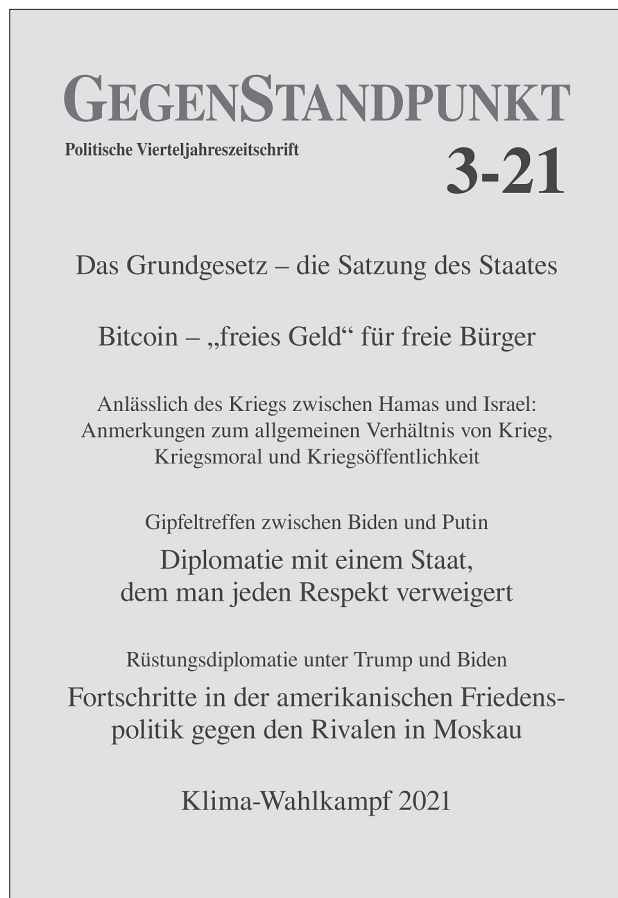 GEGENSTANDPUNKT
Politische Vierteljahreszeitschrift
3-21
Das Grundgesetz – die Satzung des Staates
Bitcoin – „freies Geld“ für freie Bürger
Anlässlich des Kriegs zwischen Hamas und Israel:
Anmerkungen zum allgemeinen Verhältnis von Krieg,
Kriegsmoral und Kriegsöffentlichkeit
Gipfeltreffen zwischen Biden und Putin
Diplomatie mit einem Staat,
dem man jeden Respekt verweigert
Rüstungsdiplomatie unter Trump und Biden
Fortschritte in der amerikanischen Friedens-
politik gegen den Rivalen in Moskau
Klima-Wahlkampf 2021